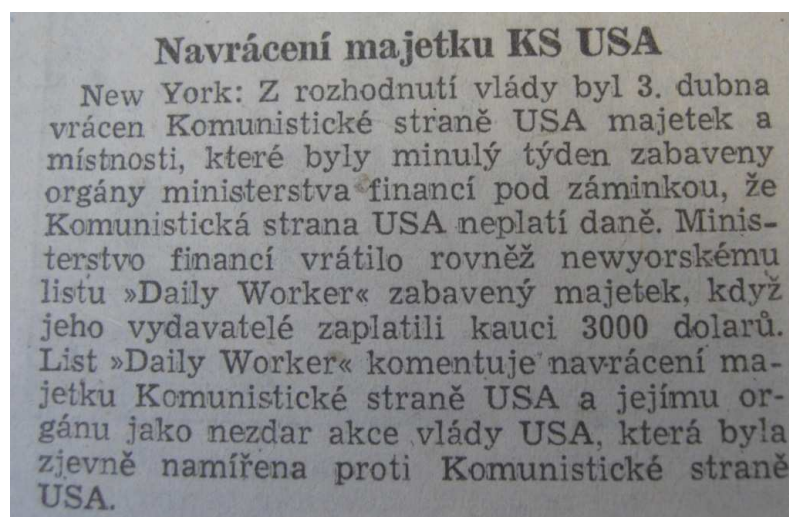 Navrácení majetku KS USA
New York: Z rozhodnutí vlády byl 3. dubna
vrácen Komunistické straně USA majetek a
místnosti, které byly minulý týden zabaveny
orgány ministerstva financí pod záminkou, že
Komunistická strana USA neplatí daně. Minis-
terstvo financí vrátilo rovněž newyorskému
listu »Daily Worker« zabavený majetek, když
jeho vydavatelé zaplatili kauci 3000 dolarů.
List »Daily Worker« komentuje navrácení ma-
jetku Komunistické straně USA a jejímu or-
gánu jako nezdar akce vlády USA, která byla
zjevně namířena proti Komunistické straně
USA.